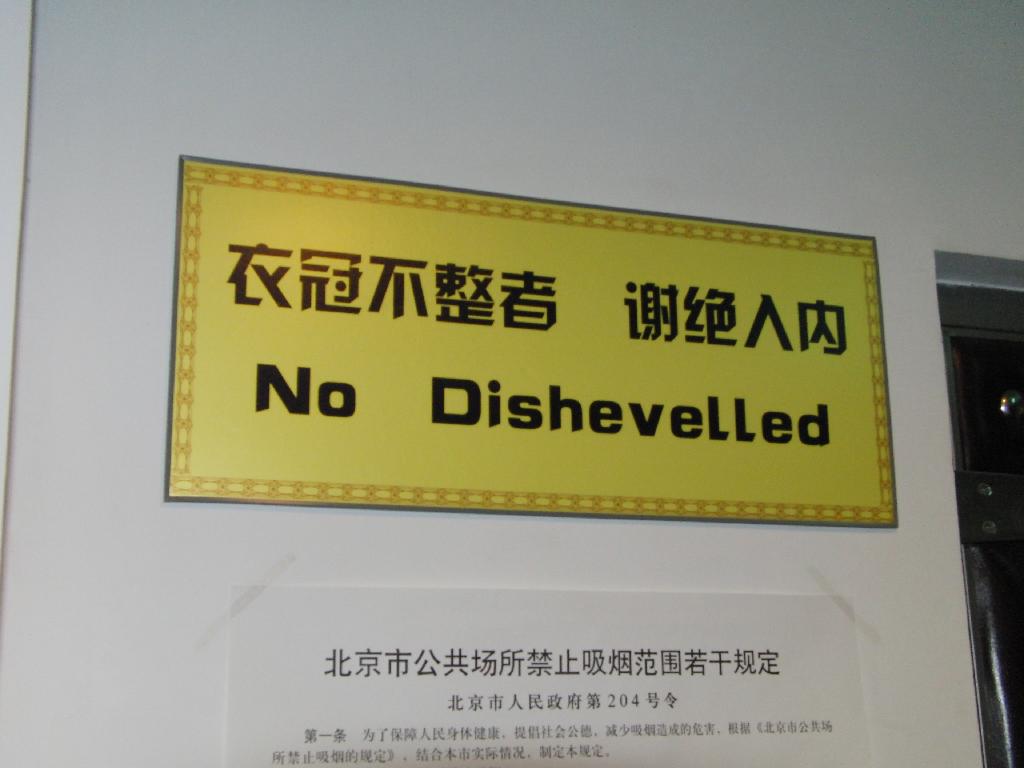 衣冠不整者 谢绝入内
No Dishevelled
北京市公共场所禁止吸烟范围若干规定
北京市人民政府第204号令
第一条 为了保障人民身体健康，提倡社会公德，减少吸烟造成的危害，根据《北京市公共场
所禁止吸烟的规定》，结合本市实际情况，制定本规定。